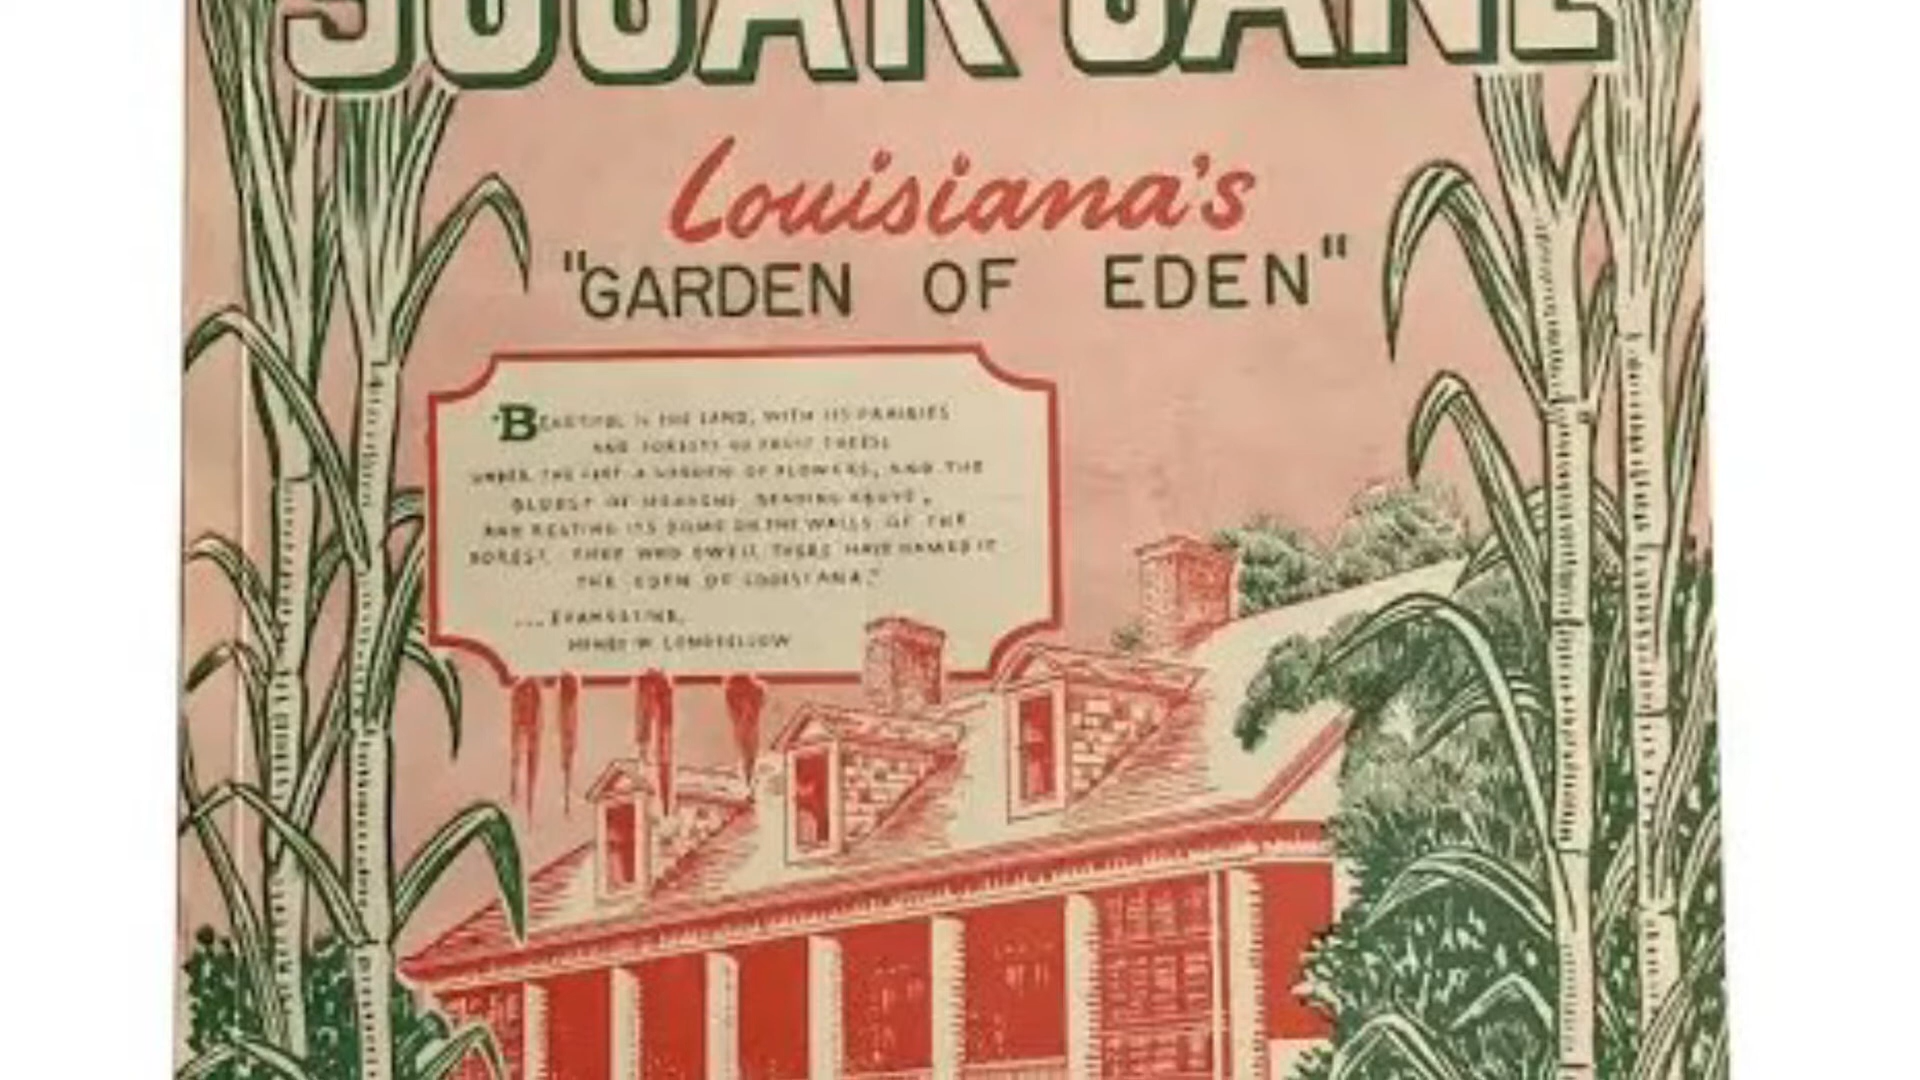 SUGAR CANE
Louisiana's
"GARDEN OF EDEN"
"BEAUTIFUL IS THE LAND, WITH ITS PRAIRIES
AND FORESTS OF FRUIT TREES;
UNDER THE FEET A GARDEN OF FLOWERS, AND THE
BLUEST OF HEAVENS BENDING ABOVE,
AND RESTING ITS DOME ON THE WALLS OF THE
FOREST. THEY WHO DWELL THERE HAVE NAMED IT
THE EDEN OF LOUISIANA."
...EVANGELINE,
HENRY W. LONGFELLOW